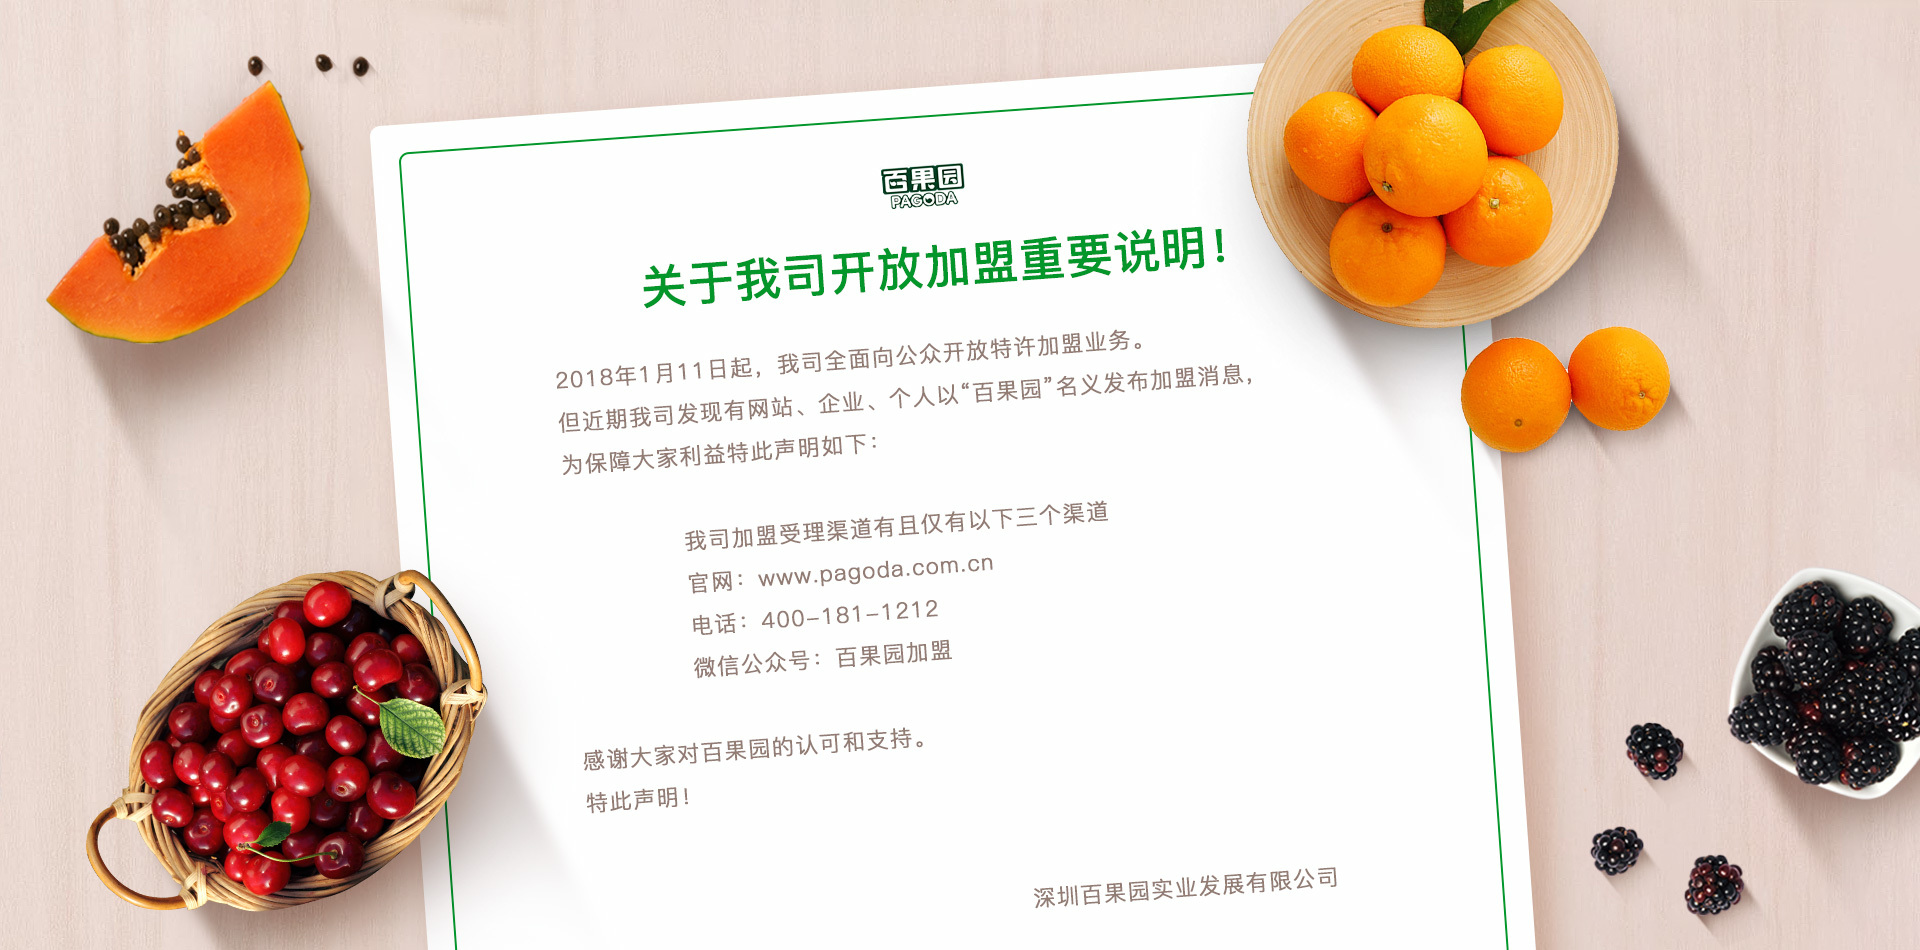 百果园
PAGODA
关于我司开放加盟重要说明！
2018年1月11日起，我司全面向公众开放特许加盟业务。
但近期我司发现有网站、企业、个人以“百果园”名义发布加盟消息，
为保障大家利益特此声明如下：
我司加盟受理渠道有且仅有以下三个渠道
官网：www.pagoda.com.cn
电话：400-181-1212
微信公众号：百果园加盟
感谢大家对百果园的认可和支持。
特此声明！
深圳百果园实业发展有限公司